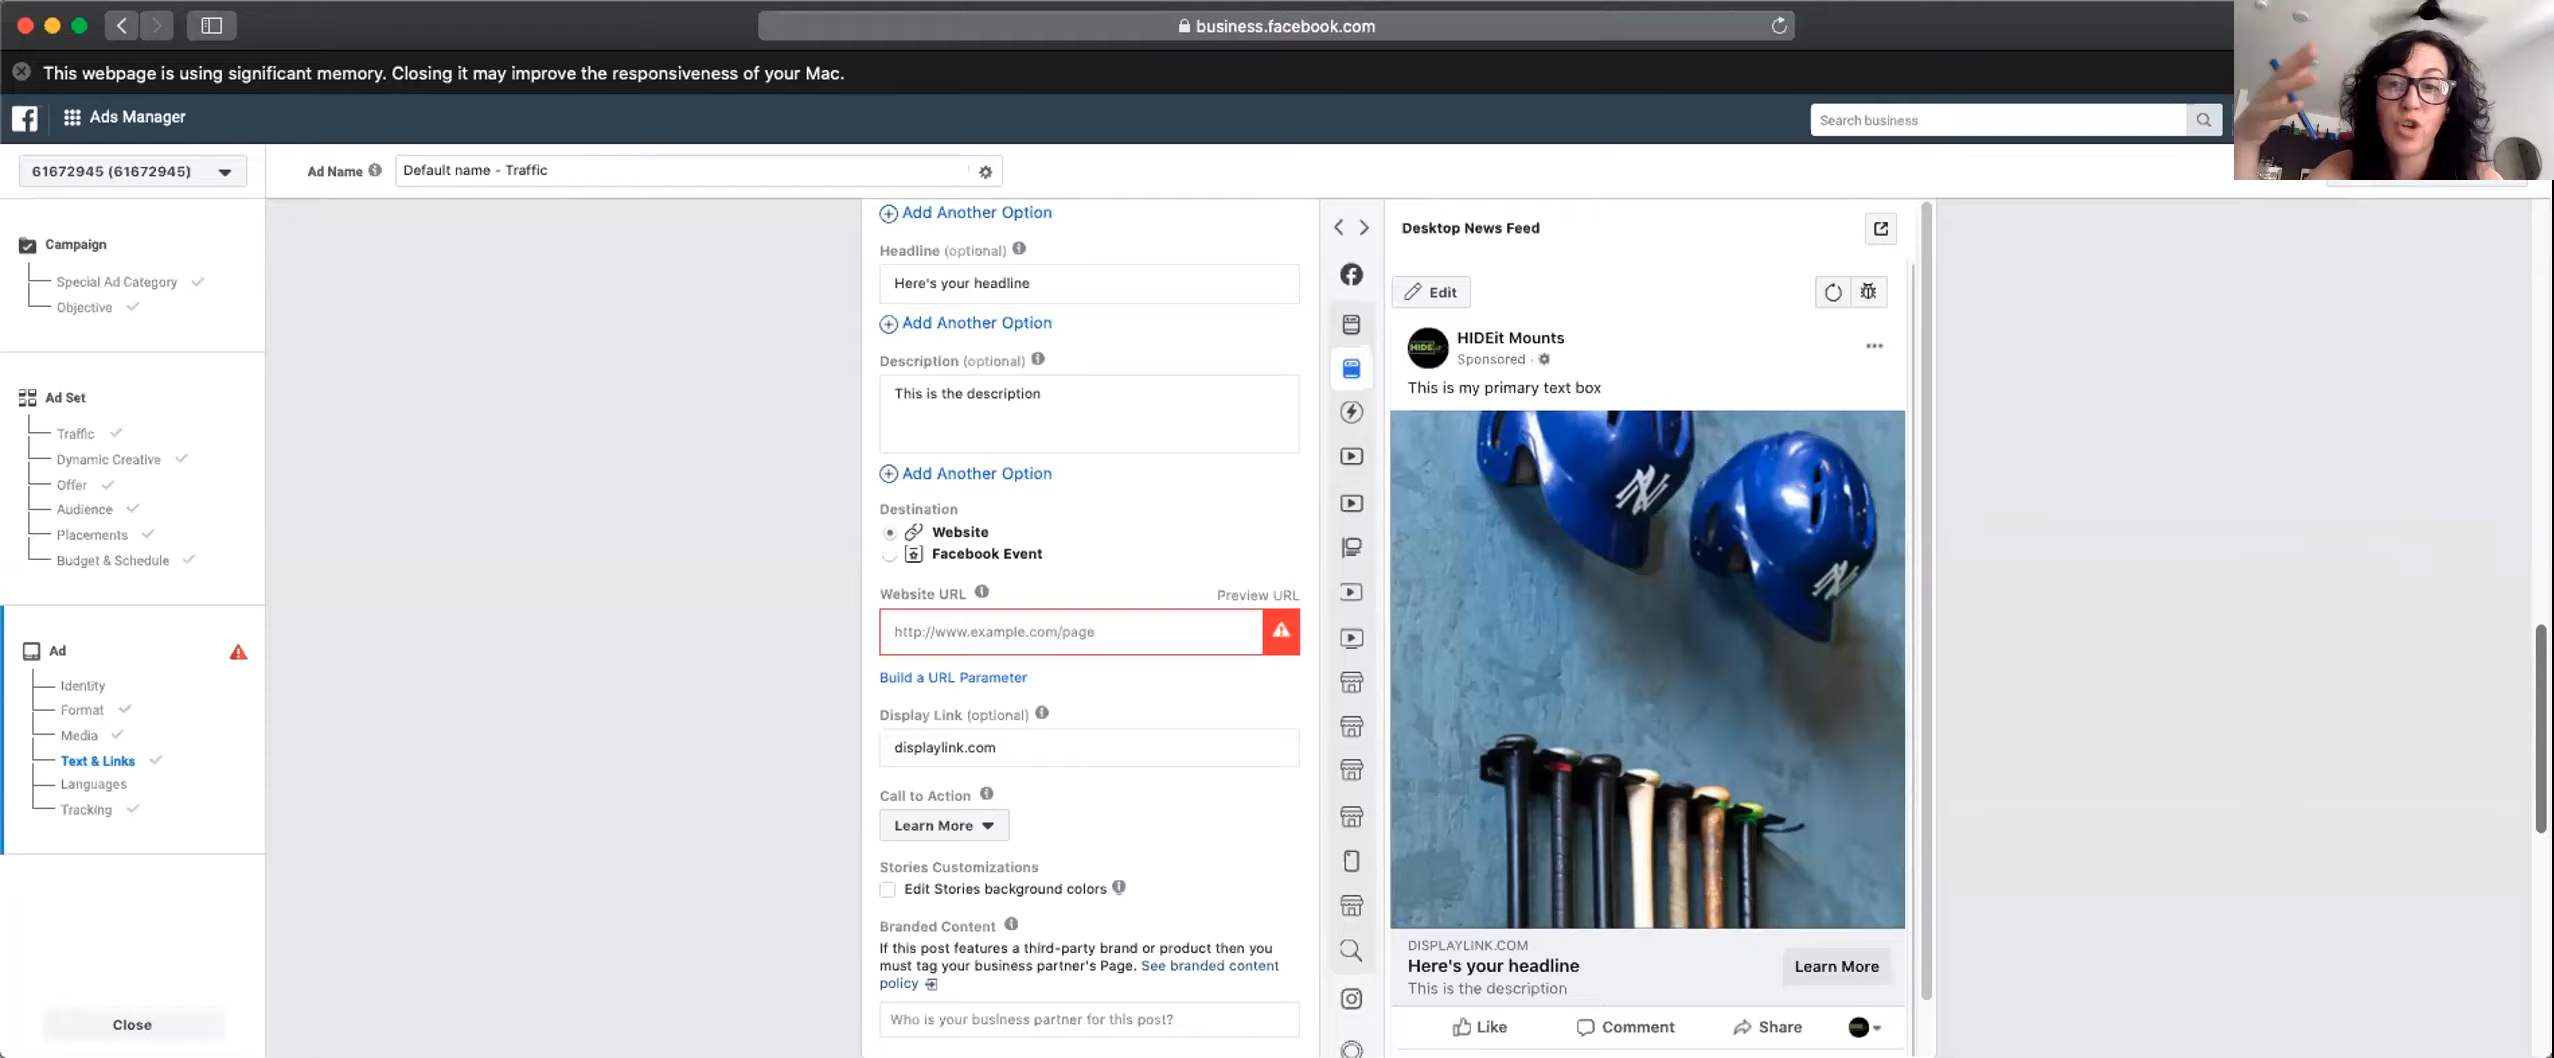 business.facebook.com
This webpage is using significant memory. Closing it may improve the responsiveness of your Mac.
Ads Manager
Search business
61672945 (61672945)
Ad Name
Default name - Traffic
Campaign
Special Ad Category
Objective
Ad Set
Traffic
Dynamic Creative
Offer
Audience
Placements
Budget & Schedule
Ad
Identity
Format
Media
Text & Links
Languages
Tracking
Close
Add Another Option
Headline (optional)
Here's your headline
Add Another Option
Description (optional)
This is the description
Add Another Option
Destination
Website
Facebook Event
Website URL
Preview URL
http://www.example.com/page
Build a URL Parameter
Display Link (optional)
displaylink.com
Call to Action
Learn More
Stories Customizations
Edit Stories background colors
Branded Content
If this post features a third-party brand or product then you
must tag your business partner's Page. See branded content
policy
Who is your business partner for this post?
Desktop News Feed
Edit
HIDEit
HIDEit Mounts
Sponsored ·
This is my primary text box
DISPLAYLINK.COM
Here's your headline
Learn More
This is the description
Like
Comment
Share